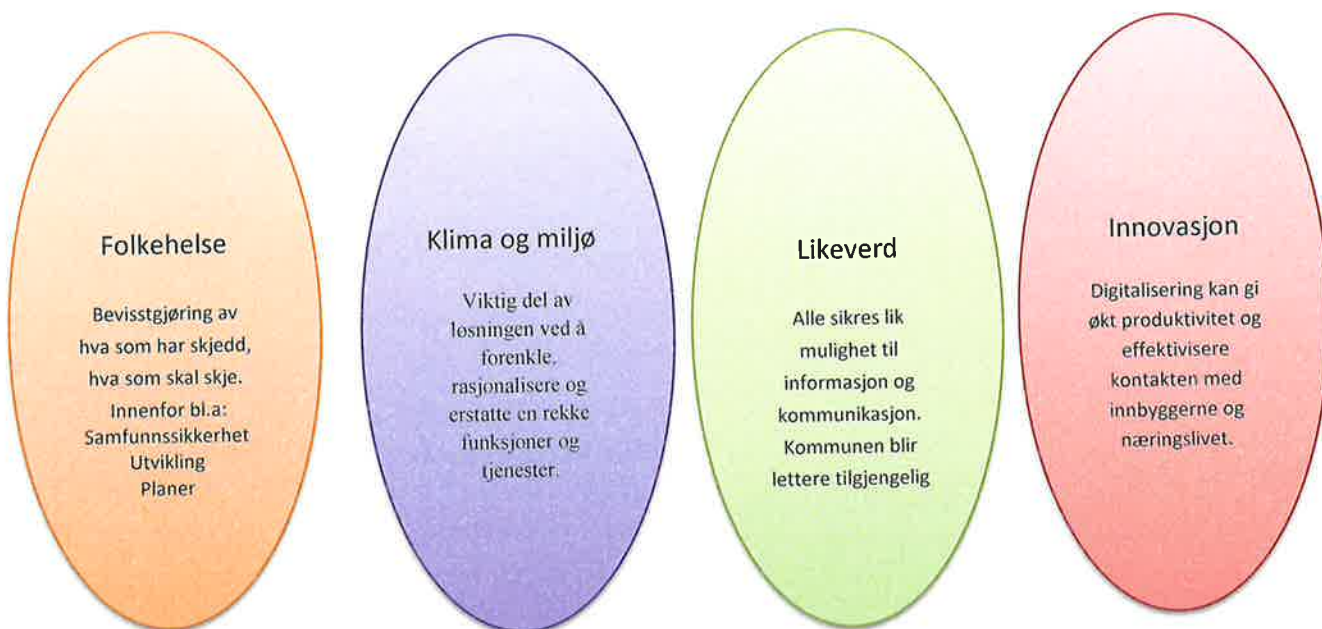 Folkehelse
Bevisstgjøring av
hva som har skjedd,
hva som skal skje.
Innenfor bl.a:
Samfunnssikkerhet
Utvikling
Planer
Klima og miljø
Viktig del av
løsningen ved å
forenkle,
rasjonalisere og
erstatte en rekke
funksjoner og
tjenester.
Likeverd
Alle sikres lik
mulighet til
informasjon og
kommunikasjon.
Kommunen blir
lettere tilgjengelig
Innovasjon
Digitalisering kan gi
økt produktivitet og
effektivisere
kontakten med
innbyggerne og
næringslivet.